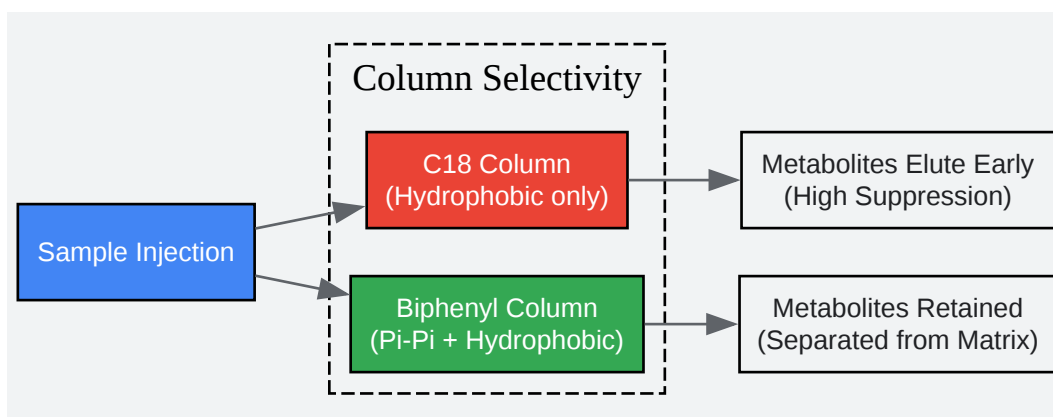 Column Selectivity
Sample Injection
C18 Column
(Hydrophobic only)
Metabolites Elute Early
(High Suppression)
Biphenyl Column
(Pi-Pi + Hydrophobic)
Metabolites Retained
(Separated from Matrix)